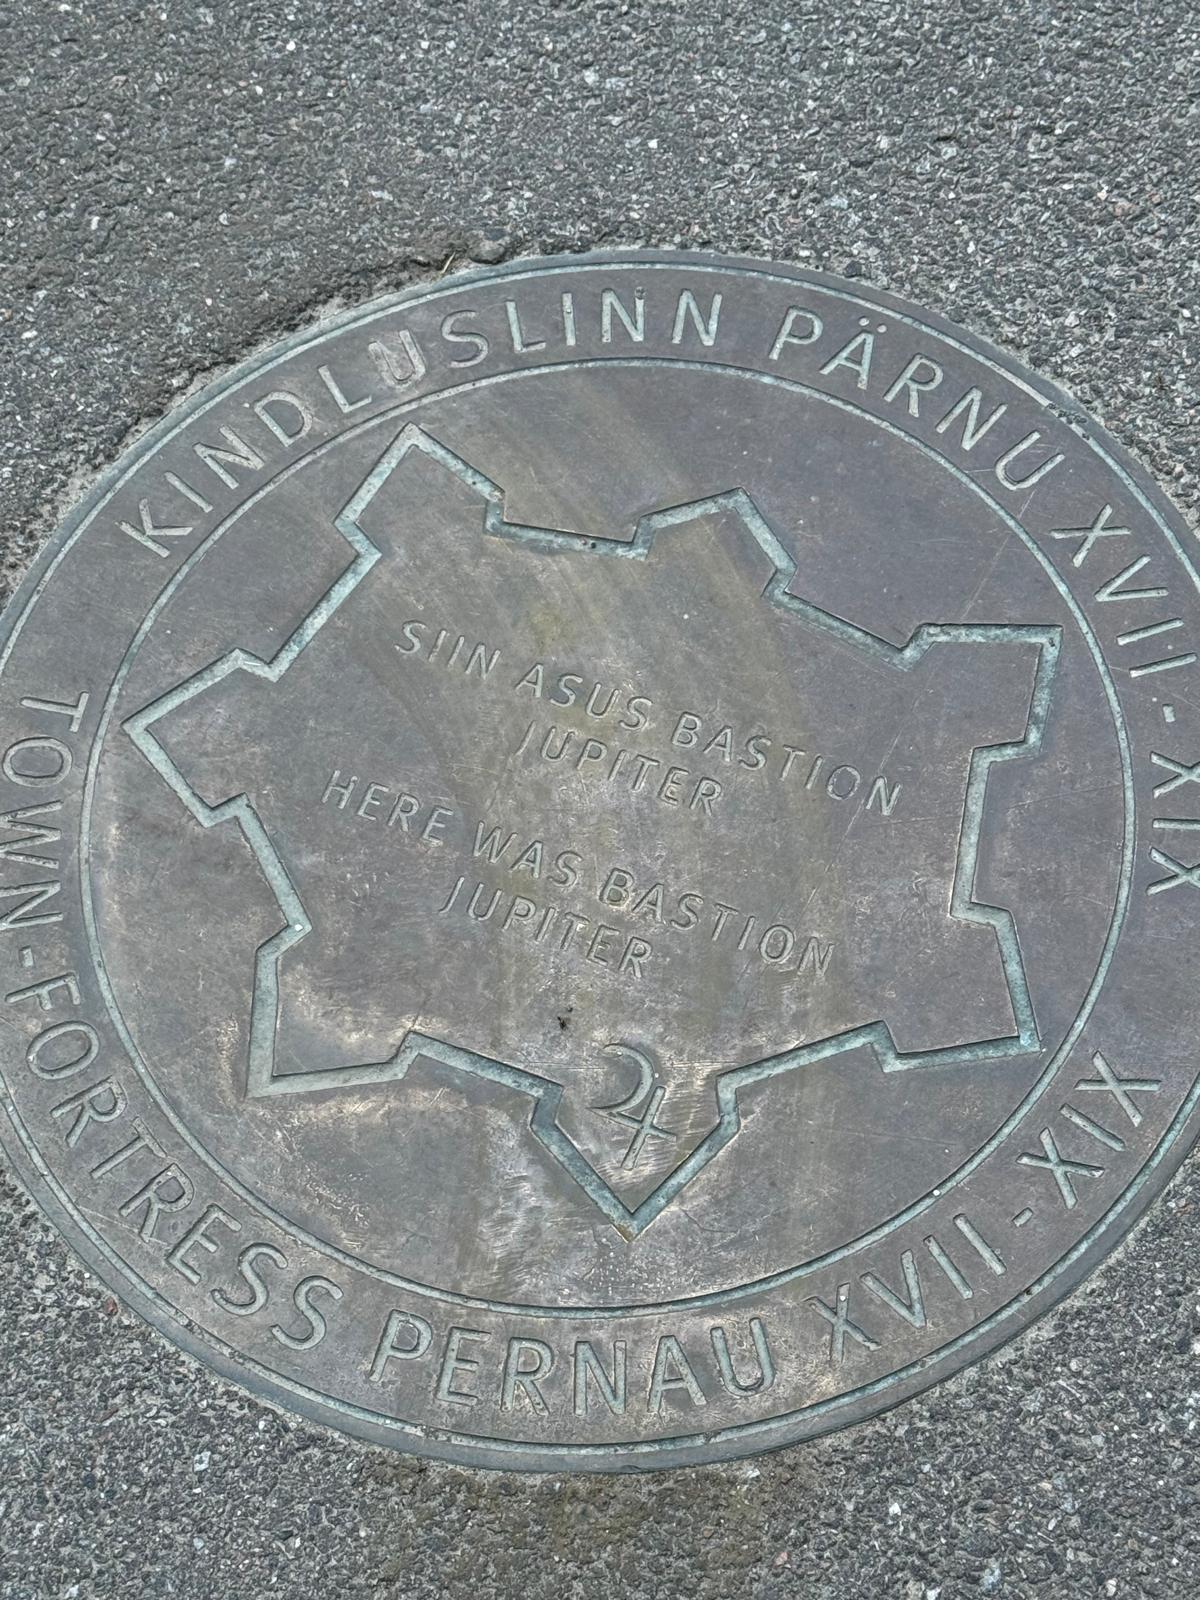 KINDLUSLINN PÄRNU XVII-XIX
SIIN ASUS BASTION
JUPITER
HERE WAS BASTION
JUPITER
♃
TOWN-FORTRESS PERNAU XVII-XIX